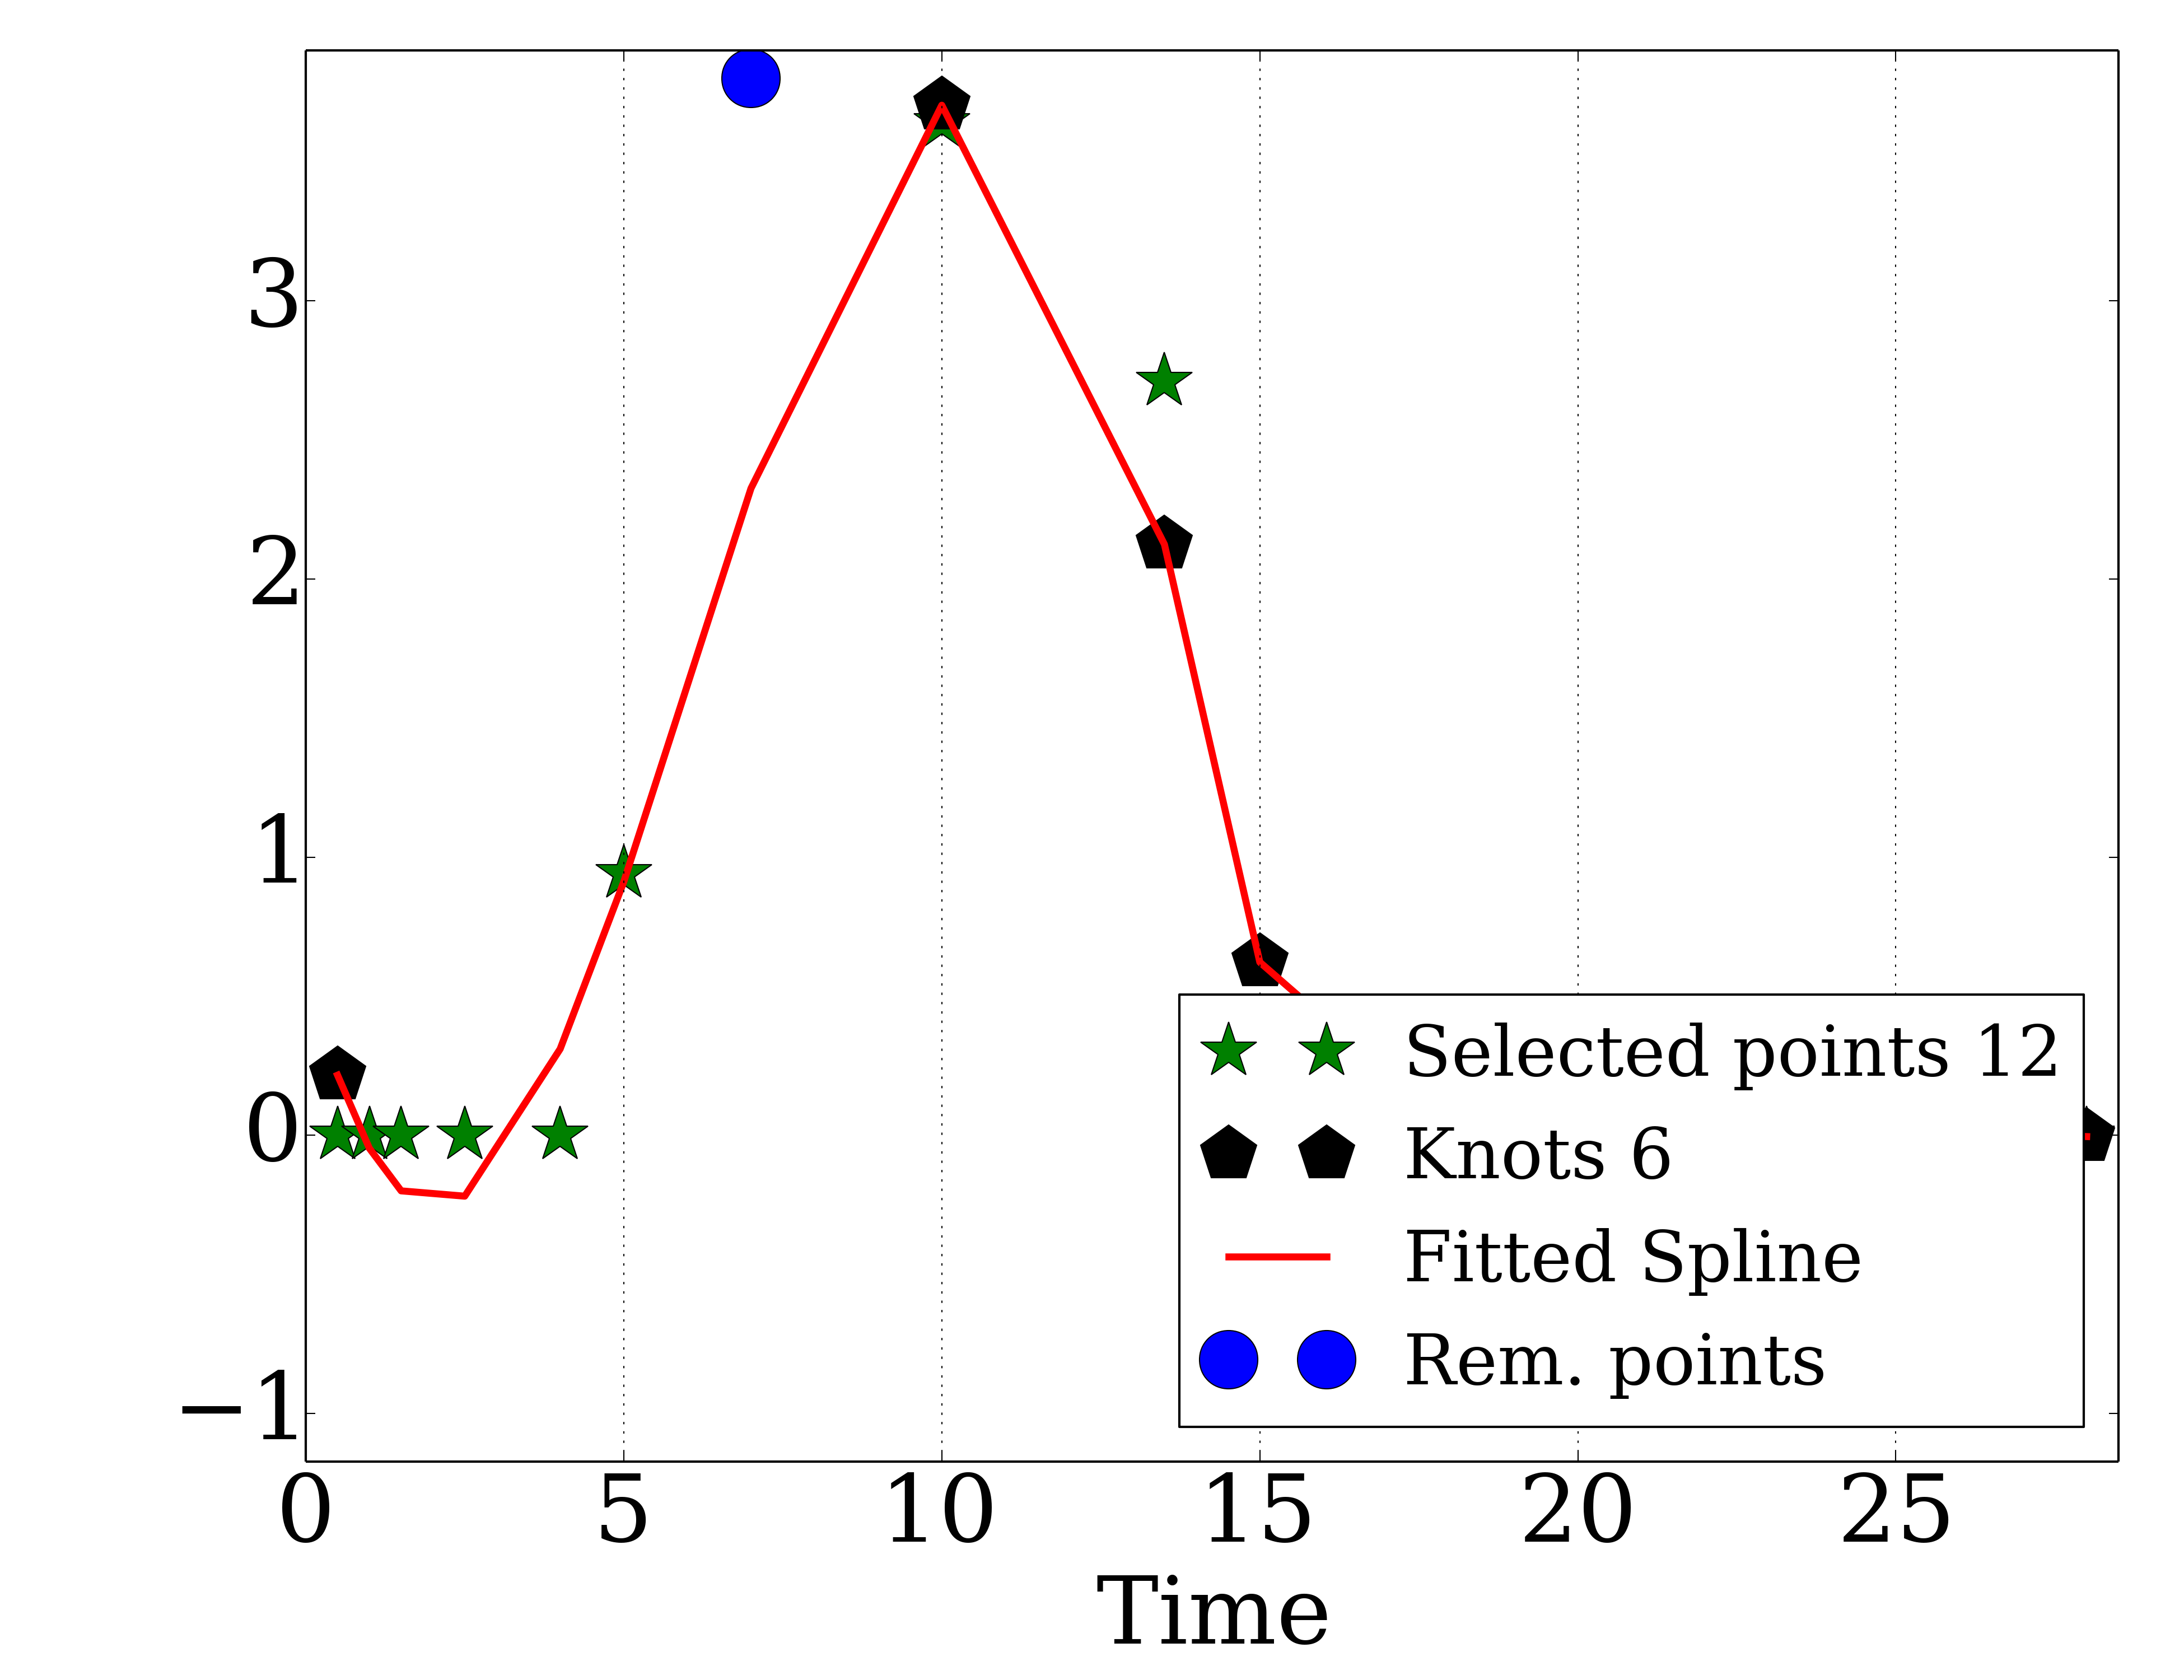 3
2
1
0
−1
Selected points 12
Knots 6
Fitted Spline
Rem. points
0 5 10 15 20 25
Time